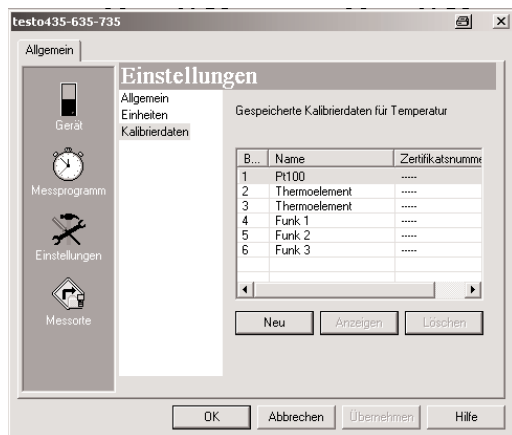 testo435-635-735
Allgemein
Gerät
Messprogramm
Einstellungen
Messorte
Einstellungen
Allgemein
Einheiten
Kalibrierdaten
Gespeicherte Kalibrierdaten für Temperatur
B... Name Zertifikatsnumme
1 Pt100 -----
2 Thermoelement -----
3 Thermoelement -----
4 Funk 1 -----
5 Funk 2 -----
6 Funk 3 -----
Neu Anzeigen Löschen
OK Abbrechen Übernehmen Hilfe